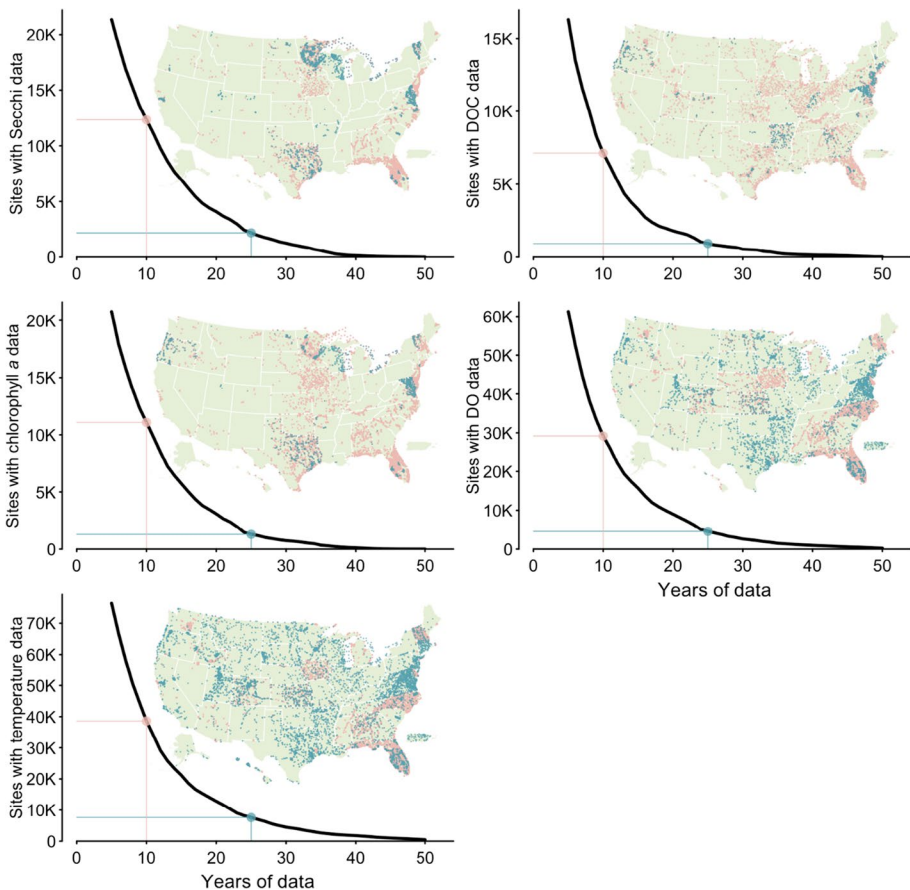 Sites with Secchi data
20K
15K
10K
5K
0
0 10 20 30 40 50
Sites with DOC data
15K
10K
5K
0
0 10 20 30 40 50
Sites with chlorophyll a data
20K
15K
10K
5K
0
0 10 20 30 40 50
Sites with DO data
60K
50K
40K
30K
20K
10K
0
0 10 20 30 40 50
Years of data
Sites with temperature data
70K
60K
50K
40K
30K
20K
10K
0
0 10 20 30 40 50
Years of data